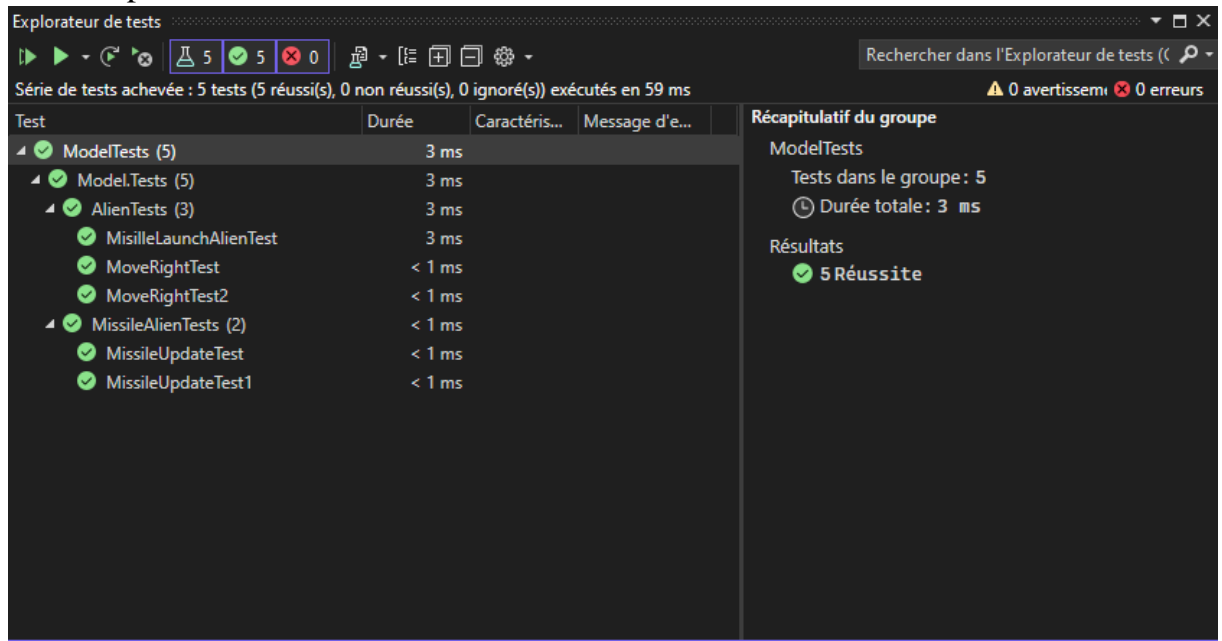 Explorateur de tests
5 5 0
Rechercher dans l'Explorateur de tests ((
Série de tests achevée : 5 tests (5 réussi(s), 0 non réussi(s), 0 ignoré(s)) exécutés en 59 ms
0 avertisseme 0 erreurs
Test Durée Caractéris... Message d'e...
ModelTests (5) 3 ms
Model.Tests (5) 3 ms
AlienTests (3) 3 ms
MisilleLaunchAlienTest 3 ms
MoveRightTest < 1 ms
MoveRightTest2 < 1 ms
MissileAlienTests (2) < 1 ms
MissileUpdateTest < 1 ms
MissileUpdateTest1 < 1 ms
Récapitulatif du groupe
ModelTests
Tests dans le groupe: 5
Durée totale: 3 ms
Résultats
5 Réussite